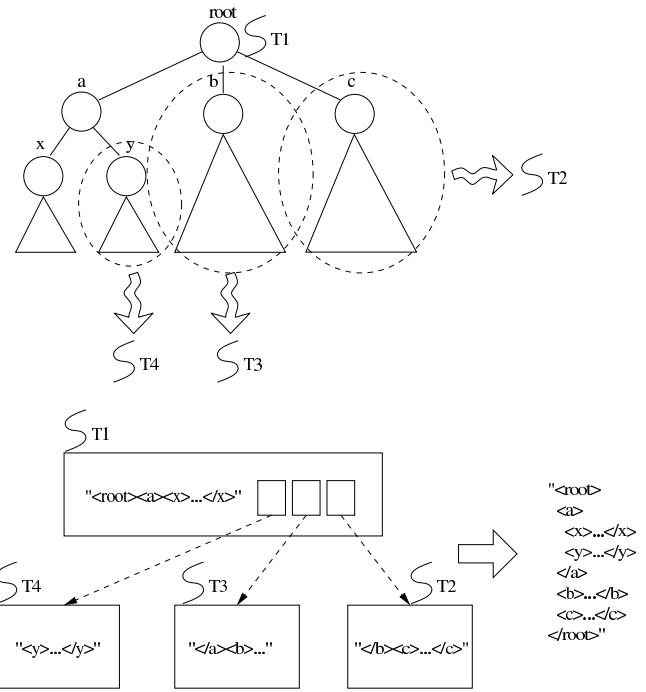 root
T1
a
b
c
x
y
T2
T4
T3
T1
"<root><a><x>...</x>"
T4
T3
T2
"<y>...</y>"
"</a><b>..."
"</b><c>...</c>"
"<root>
<a>
<x>...</x>
<y>...</y>
</a>
<b>...</b>
<c>...</c>
</root>"